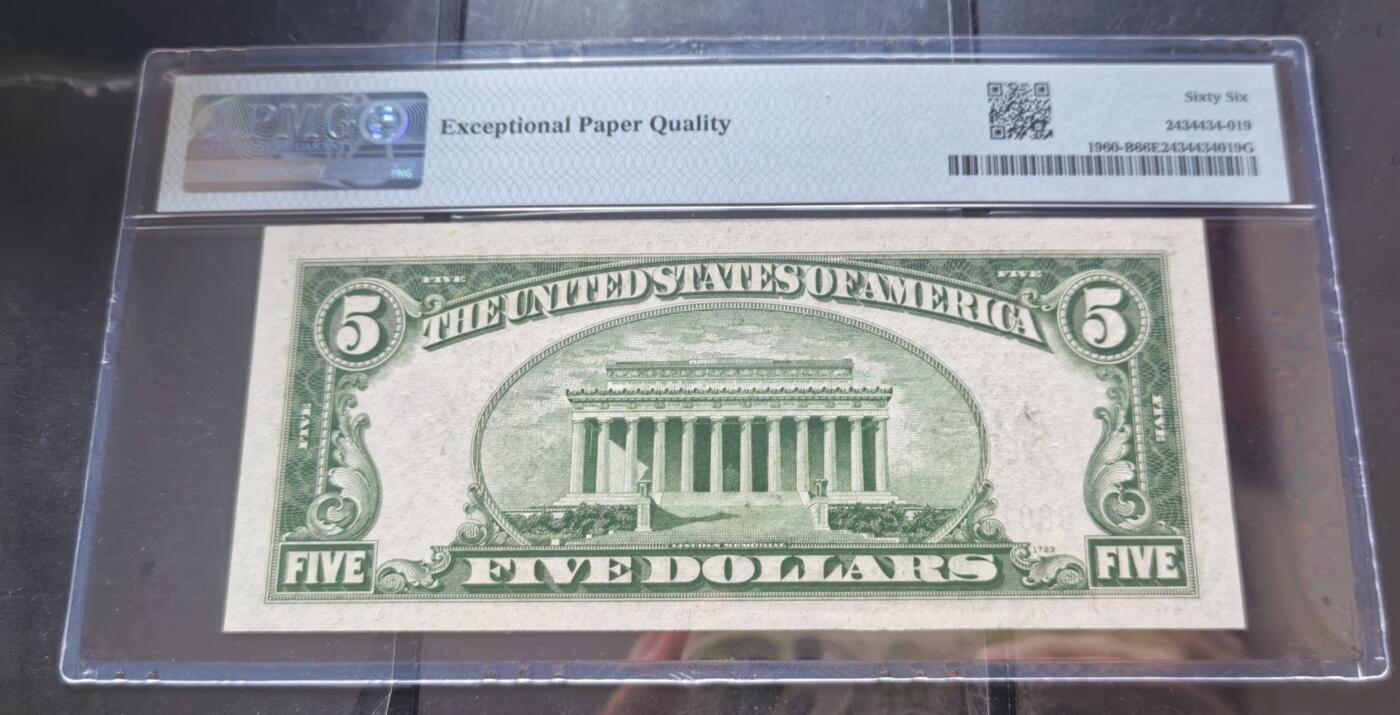 PMG
Exceptional Paper Quality
Sixty Six
2434434-019
1960-B66E2434434019G
FIVE
FIVE
THE UNITED STATES OF AMERICA
5
5
FIVE
FIVE
LINCOLN MEMORIAL
1723
FIVE
FIVE DOLLARS
FIVE